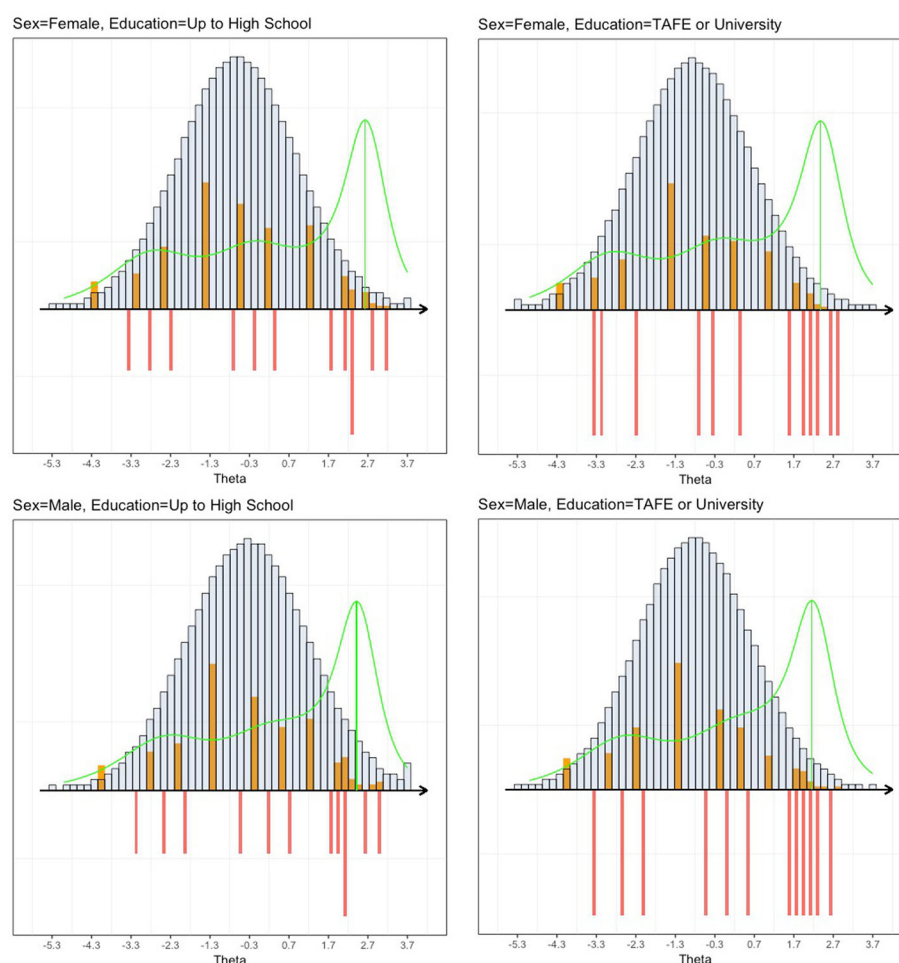 Sex=Female, Education=Up to High School
Sex=Female, Education=TAFE or University
-5.3 -4.3 -3.3 -2.3 -1.3 -0.3 0.7 1.7 2.7 3.7
Theta
-5.3 -4.3 -3.3 -2.3 -1.3 -0.3 0.7 1.7 2.7 3.7
Theta
Sex=Male, Education=Up to High School
Sex=Male, Education=TAFE or University
-5.3 -4.3 -3.3 -2.3 -1.3 -0.3 0.7 1.7 2.7 3.7
Theta
-5.3 -4.3 -3.3 -2.3 -1.3 -0.3 0.7 1.7 2.7 3.7
Theta